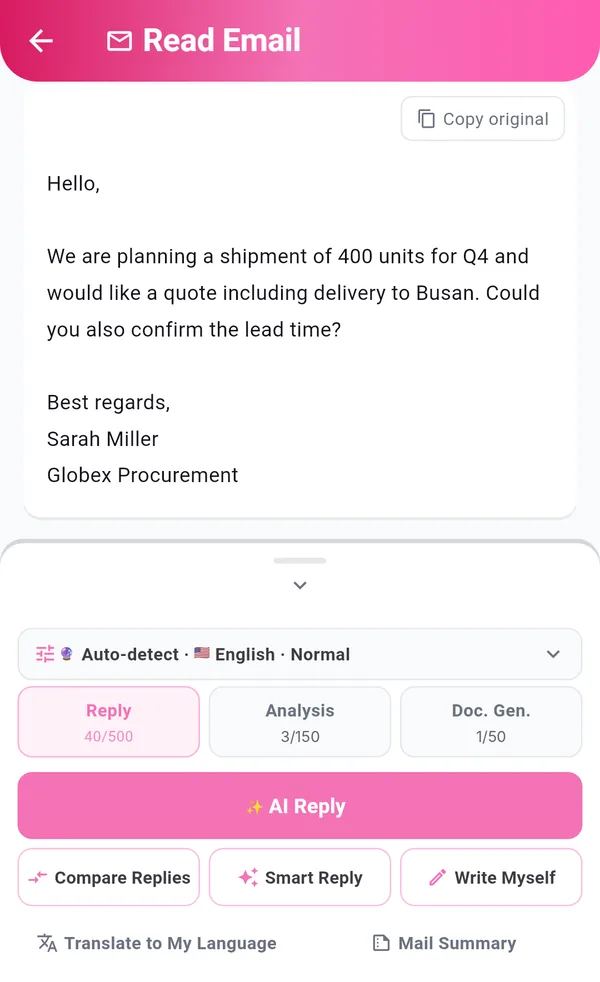 Read Email
Copy original
Hello,
We are planning a shipment of 400 units for Q4 and
would like a quote including delivery to Busan. Could
you also confirm the lead time?
Best regards,
Sarah Miller
Globex Procurement
Auto-detect · English · Normal
Reply
40/500
Analysis
3/150
Doc. Gen.
1/50
AI Reply
Compare Replies
Smart Reply
Write Myself
Translate to My Language
Mail Summary